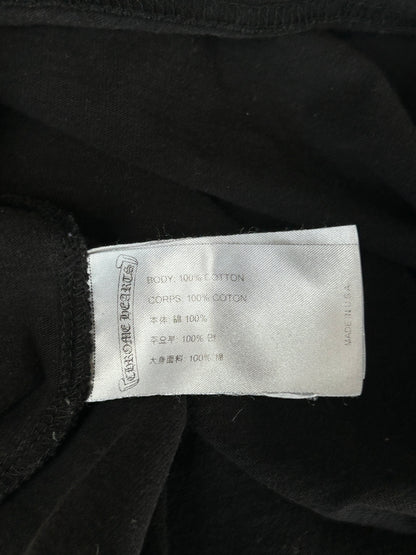 CHROME HEARTS
BODY: 100% COTTON
CORPS: 100% COTON
本体: 綿 100%
주요부: 100% 면
大身面料: 100% 棉
MADE IN U.S.A.